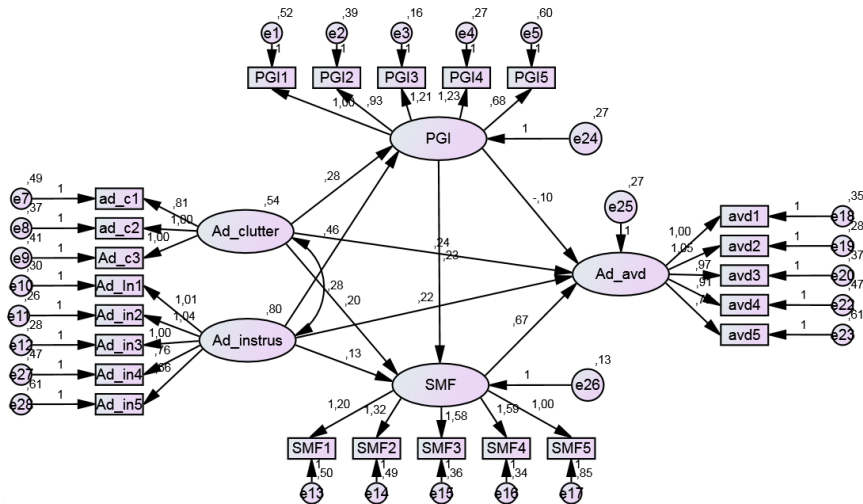 ,52 ,39 ,16 ,27 ,60
e1 e2 e3 e4 e5
1 1 1 1 1
PGI1 PGI2 PGI3 PGI4 PGI5
1,00 ,93 1,21 1,23 ,68
,27
PGI 1 e24
,49
e7 1 ad_c1 ,81
,37
e8 1 ad_c2 1,00
,41
e9 1 Ad_c3 1,00
,54
Ad_clutter
,28
,46
-,10
,24
,23
,27
e25
1
Ad_avd
,30
e10 1 Ad_In1 1,01
,26
e11 1 Ad_in2 1,04
,28
e12 1 Ad_in3 1,00
,47
e27 1 Ad_in4 ,76
,61
e28 1 Ad_in5
,80
Ad_instrus
,28
,20
,22
,13
,67
1,00 avd1 1 e18 ,35
1,05 avd2 1 e19 ,28
,97 avd3 1 e20 ,37
,91 avd4 1 e22 ,47
avd5 1 e23 ,61
SMF 1 e26 ,13
1,20 1,32 1,58 1,59 1,00
SMF1 SMF2 SMF3 SMF4 SMF5
1 1 1 1 1
,50 ,49 ,36 ,34 ,85
e13 e14 e15 e16 e17